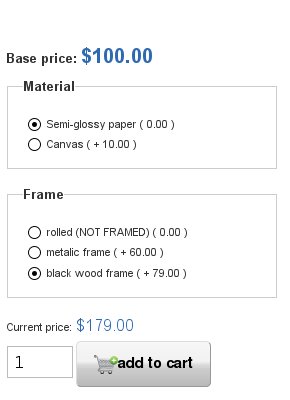 Base price: $100.00
Material
Semi-glossy paper ( 0.00 )
Canvas ( + 10.00 )
Frame
rolled (NOT FRAMED) ( 0.00 )
metalic frame ( + 60.00 )
black wood frame ( + 79.00 )
Current price: $179.00
1
add to cart